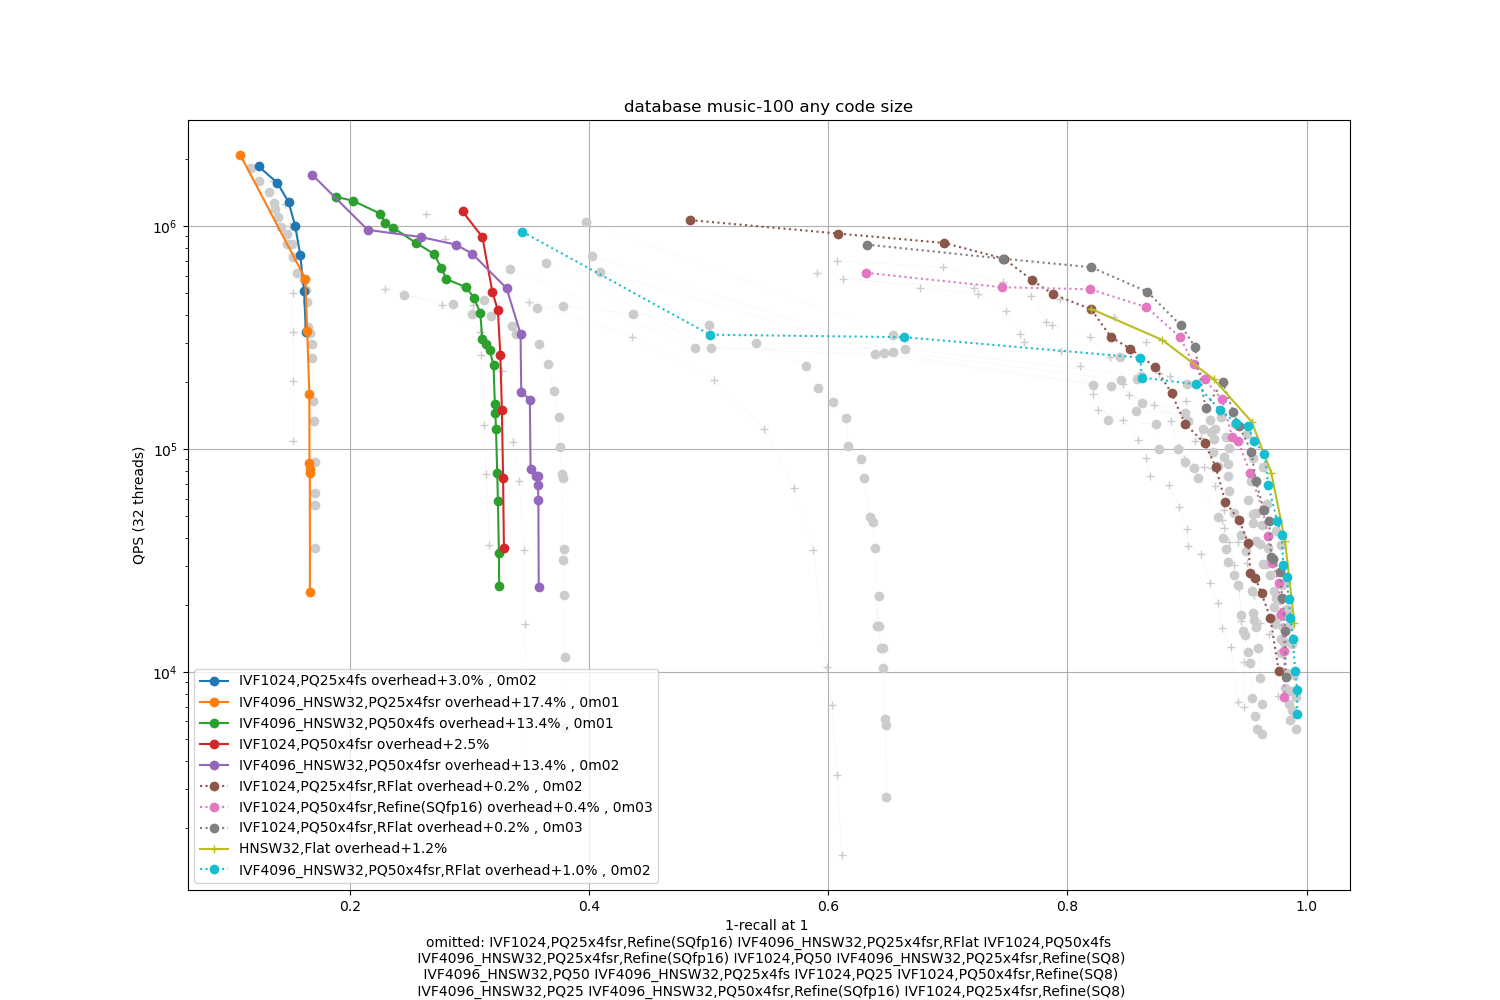 database music-100 any code size
QPS (32 threads)
10^6
10^5
10^4
IVF1024,PQ25x4fs overhead+3.0% , 0m02
IVF4096_HNSW32,PQ25x4fsr overhead+17.4% , 0m01
IVF4096_HNSW32,PQ50x4fs overhead+13.4% , 0m01
IVF1024,PQ50x4fsr overhead+2.5%
IVF4096_HNSW32,PQ50x4fsr overhead+13.4% , 0m02
IVF1024,PQ25x4fsr,RFlat overhead+0.2% , 0m02
IVF1024,PQ50x4fsr,Refine(SQfp16) overhead+0.4% , 0m03
IVF1024,PQ50x4fsr,RFlat overhead+0.2% , 0m03
HNSW32,Flat overhead+1.2%
IVF4096_HNSW32,PQ50x4fsr,RFlat overhead+1.0% , 0m02
0.2 0.4 0.6 0.8 1.0
1-recall at 1
omitted: IVF1024,PQ25x4fsr,Refine(SQfp16) IVF4096_HNSW32,PQ25x4fsr,RFlat IVF1024,PQ50x4fs
IVF4096_HNSW32,PQ25x4fsr,Refine(SQfp16) IVF1024,PQ50 IVF4096_HNSW32,PQ25x4fsr,Refine(SQ8)
IVF4096_HNSW32,PQ50 IVF4096_HNSW32,PQ25x4fs IVF1024,PQ25 IVF1024,PQ50x4fsr,Refine(SQ8)
IVF4096_HNSW32,PQ25 IVF4096_HNSW32,PQ50x4fsr,Refine(SQfp16) IVF1024,PQ25x4fsr,Refine(SQ8)